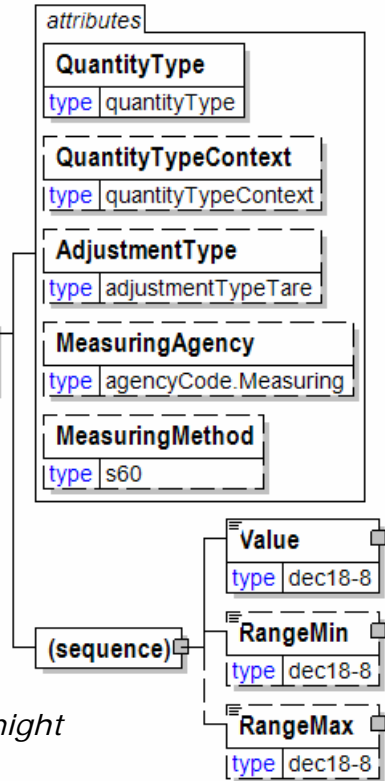 attributes
QuantityType
type quantityType
QuantityTypeContext
type quantityTypeContext
AdjustmentType
type adjustmentTypeTare
MeasuringAgency
type agencyCode.Measuring
MeasuringMethod
type s60
Value
type dec18-8
(sequence)
RangeMin
type dec18-8
RangeMax
type dec18-8